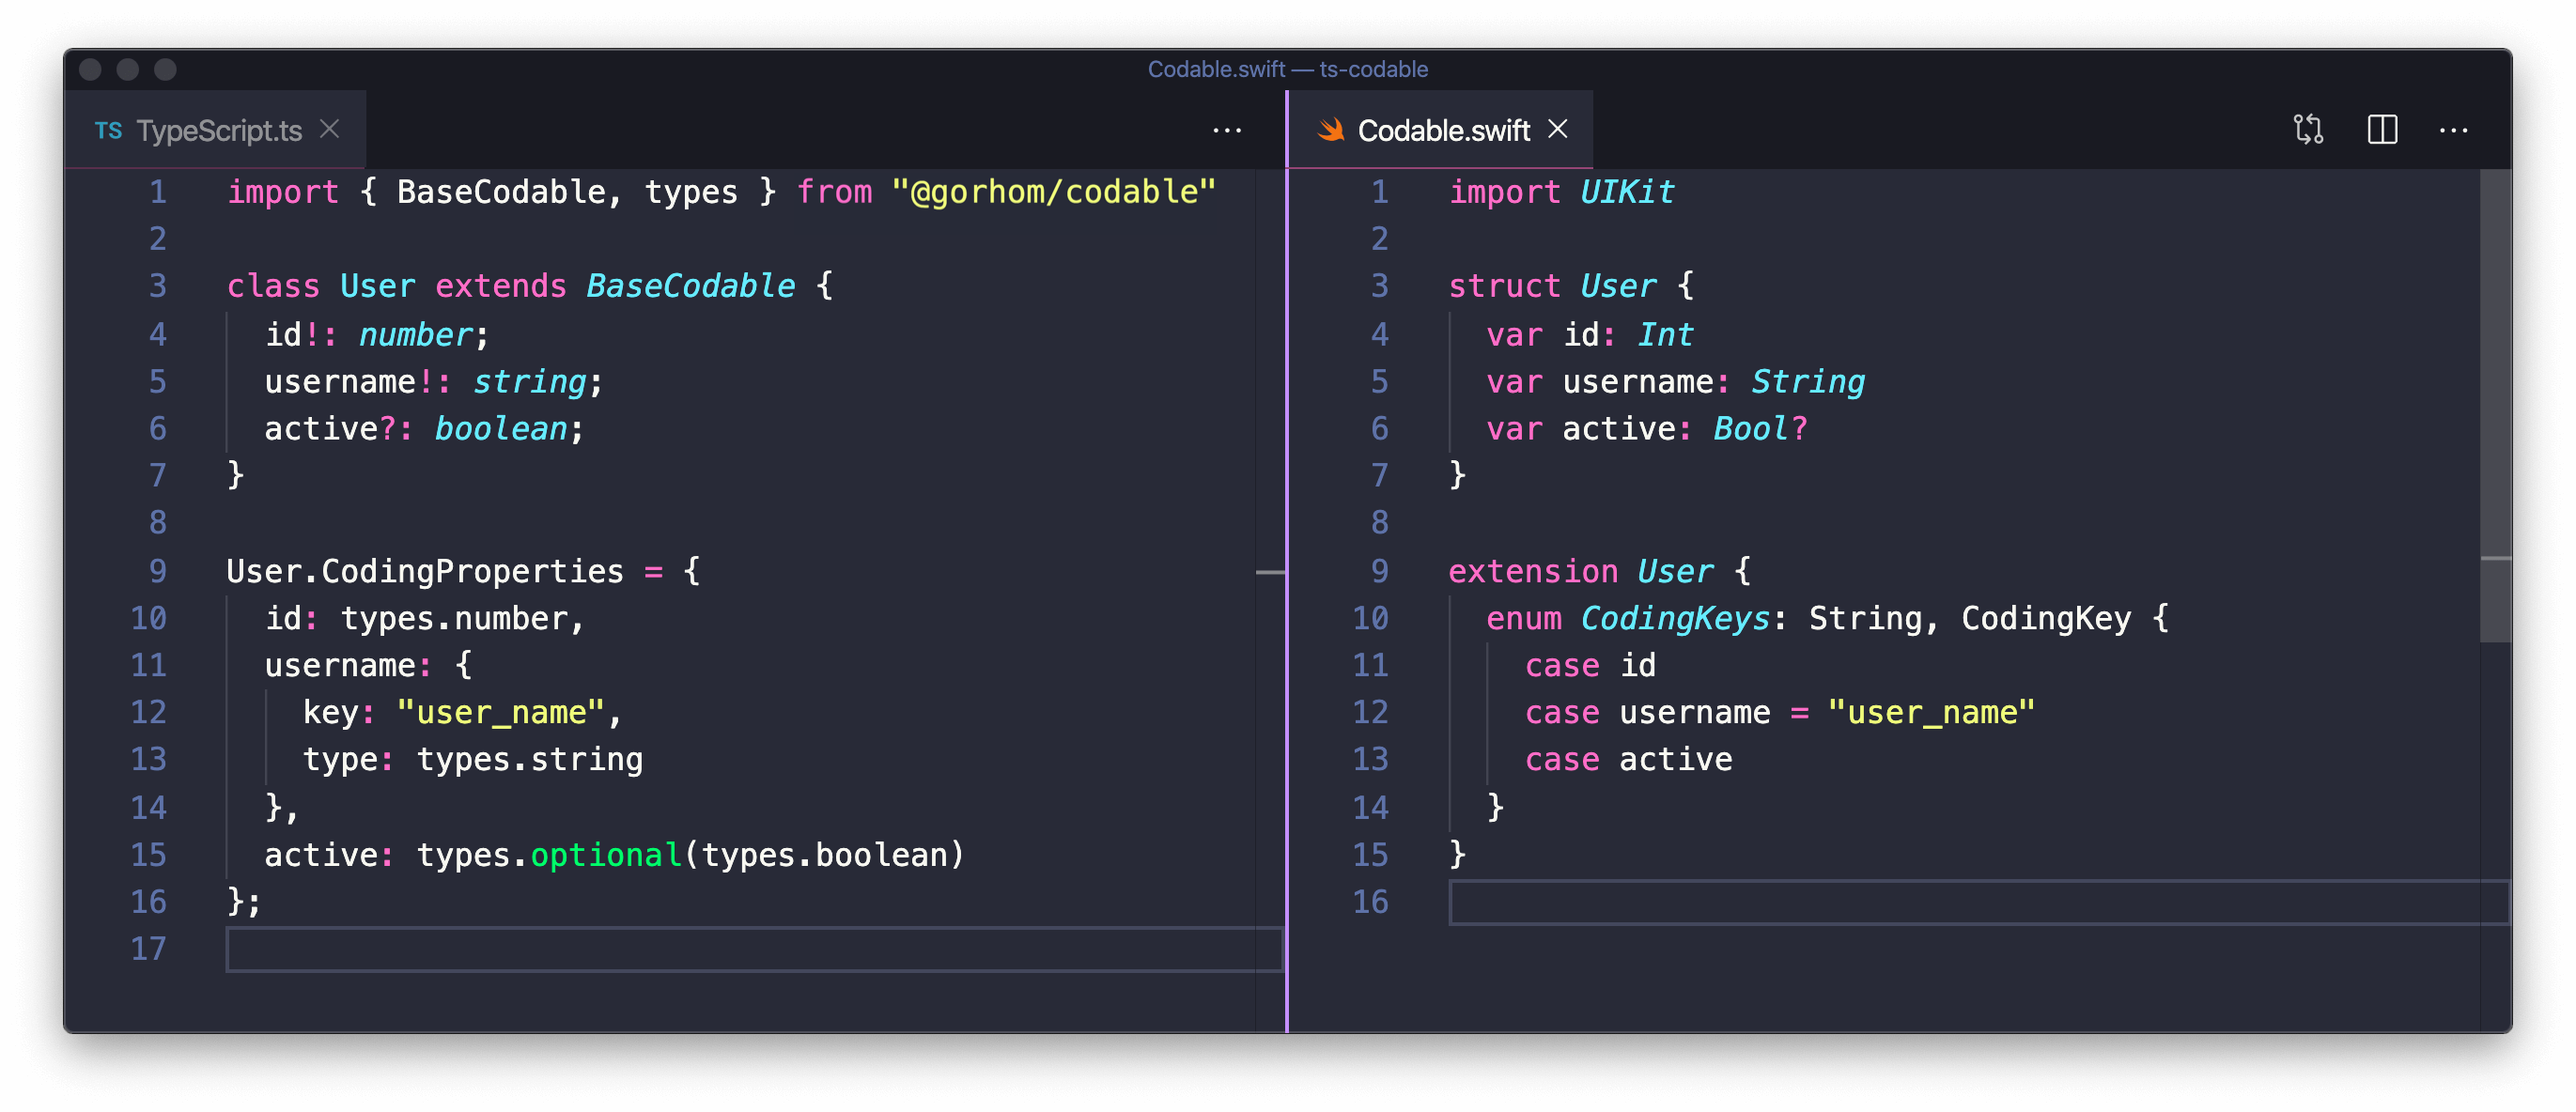 Codable.swift — ts-codable
TS TypeScript.ts
1 import { BaseCodable, types } from "@gorhom/codable"
2
3 class User extends BaseCodable {
4 id!: number;
5 username!: string;
6 active?: boolean;
7 }
8
9 User.CodingProperties = {
10 id: types.number,
11 username: {
12 key: "user_name",
13 type: types.string
14 },
15 active: types.optional(types.boolean)
16 };
17
Codable.swift
1 import UIKit
2
3 struct User {
4 var id: Int
5 var username: String
6 var active: Bool?
7 }
8
9 extension User {
10 enum CodingKeys: String, CodingKey {
11 case id
12 case username = "user_name"
13 case active
14 }
15 }
16